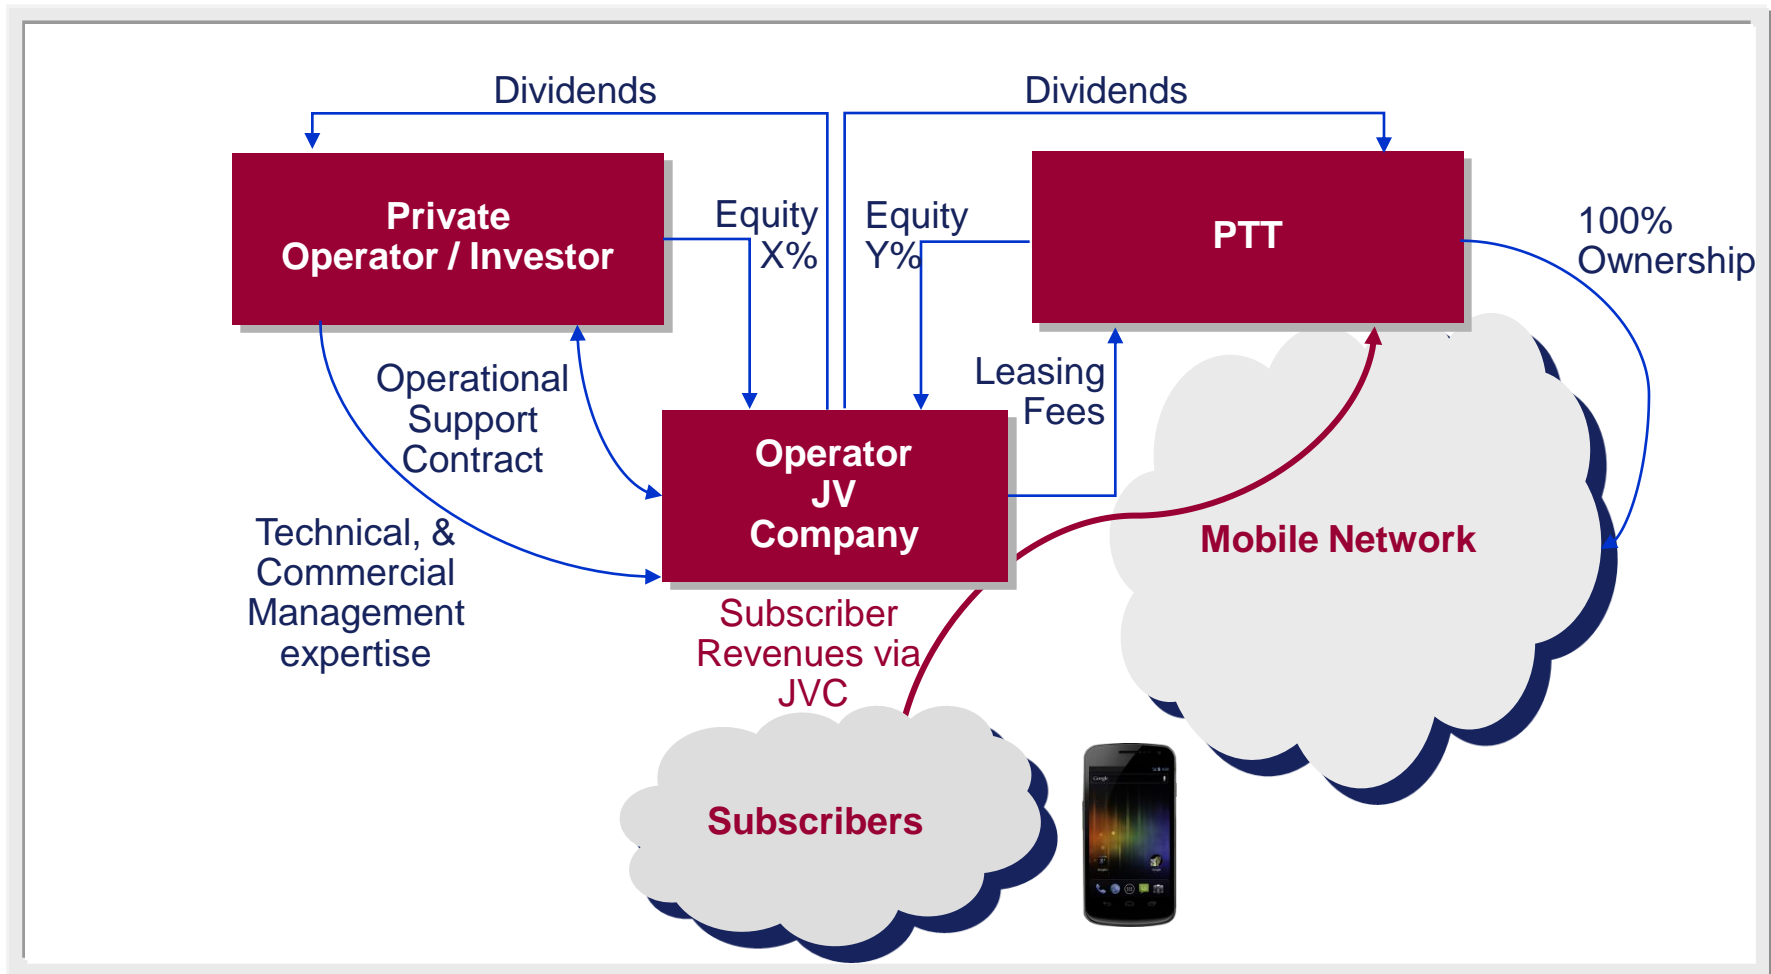 Dividends
Dividends
Private
Operator / Investor
Equity
X%
Equity
Y%
PTT
100%
Ownership
Operational
Support
Contract
Leasing
Fees
Operator
JV
Company
Technical, &
Commercial
Management
expertise
Mobile Network
Subscriber
Revenues via
JVC
Subscribers
Google